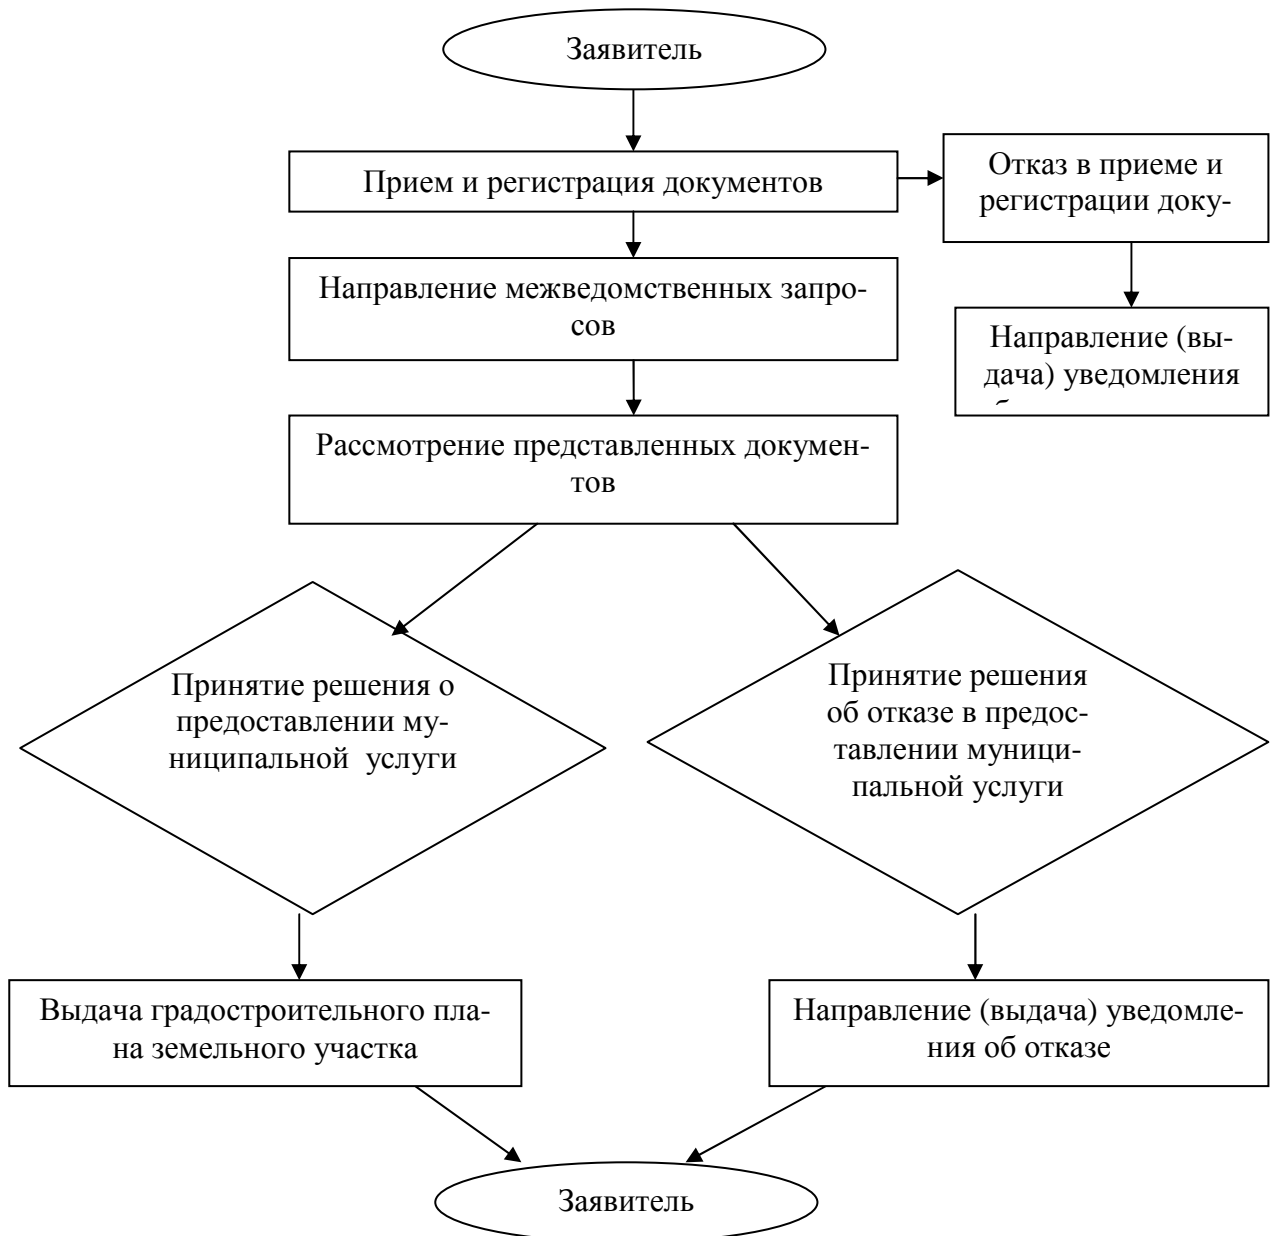 Заявитель
Прием и регистрация документов
Отказ в приеме и
регистрации доку-
Направление межведомственных запро-
сов
Направление (вы-
дача) уведомления
Рассмотрение представленных докумен-
тов
Принятие решения о
предоставлении му-
ниципальной  услуги
Принятие решения
об отказе в предос-
тавлении муници-
пальной услуги
Выдача градостроительного пла-
на земельного участка
Направление (выдача) уведомле-
ния об отказе
Заявитель